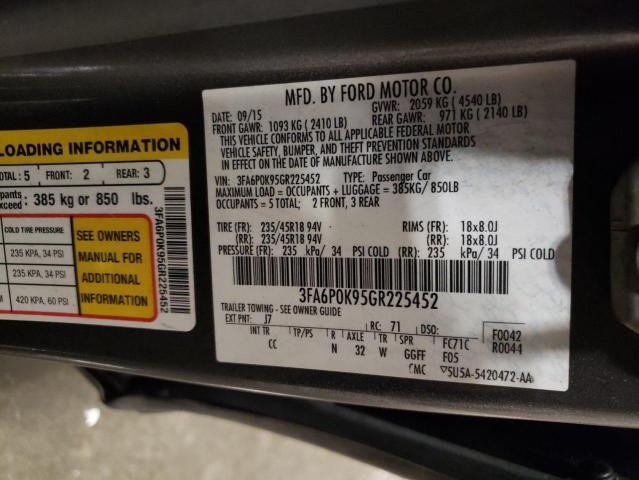 LOADING INFORMATION
TOTAL: 5 FRONT: 2 REAR: 3
385 kg or 850 lbs.
COLD TIRE PRESSURE
235 KPA, 34 PSI
235 KPA, 34 PSI
420 KPA, 60 PSI
SEE OWNERS
MANUAL FOR
ADDITIONAL
INFORMATION
3FA6P0K95GR225452
MFD. BY FORD MOTOR CO.
DATE: 09/15 GVWR: 2059 KG ( 4540 LB)
FRONT GAWR: 1093 KG ( 2410 LB) REAR GAWR: 971 KG ( 2140 LB)
THIS VEHICLE CONFORMS TO ALL APPLICABLE FEDERAL MOTOR
VEHICLE SAFETY, BUMPER, AND THEFT PREVENTION STANDARDS
IN EFFECT ON THE DATE OF MANUFACTURE SHOWN ABOVE.
VIN: 3FA6P0K95GR225452 TYPE: Passenger Car
MAXIMUM LOAD = OCCUPANTS + LUGGAGE = 385KG/ 850LB
OCCUPANTS = 5 TOTAL; 2 FRONT, 3 REAR
TIRE (FR): 235/45R18 94V RIMS (FR): 18x8.0J
(RR): 235/45R18 94V (RR): 18x8.0J
PRESSURE (FR): 235 kPa/ 34 PSI COLD (RR): 235 kPa/ 34 PSI COLD
3FA6P0K95GR225452
TRAILER TOWING - SEE OWNER GUIDE
EXT PNT: J7 RC: 71 DSO: F0042
INT TR TP/PS R AXLE TR SPR FC71C R0044
CC N 32 W GGFF F05
5U5A-5420472-AA